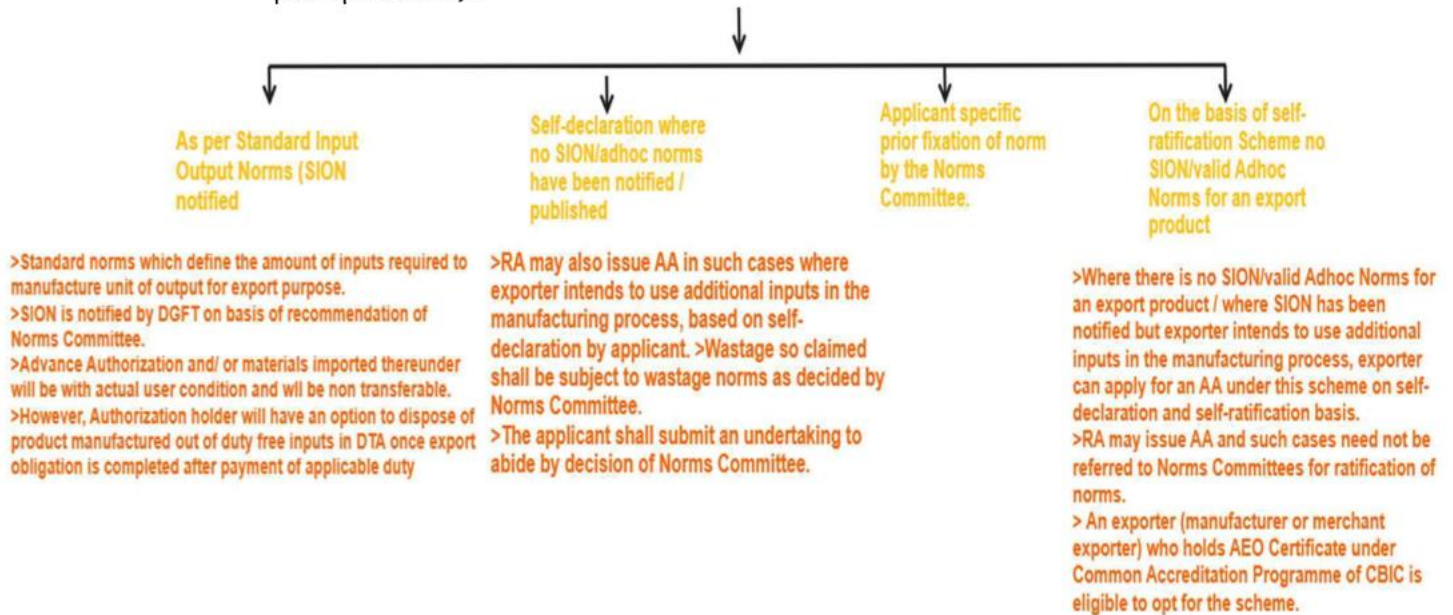 As per Standard Input
Output Norms (SION
notified
Self-declaration where
no SION/adhoc norms
have been notified /
published
Applicant specific
prior fixation of norm
by the Norms
Committee.
On the basis of self-
ratification Scheme no
SION/valid Adhoc
Norms for an export
product
>Standard norms which define the amount of inputs required to
manufacture unit of output for export purpose.
>SION is notified by DGFT on basis of recommendation of
Norms Committee.
>Advance Authorization and/ or materials imported thereunder
will be with actual user condition and wll be non transferable.
>However, Authorization holder will have an option to dispose of
product manufactured out of duty free inputs in DTA once export
obligation is completed after payment of applicable duty
>RA may also issue AA in such cases where
exporter intends to use additional inputs in the
manufacturing process, based on self-
declaration by applicant. >Wastage so claimed
shall be subject to wastage norms as decided by
Norms Committee.
>The applicant shall submit an undertaking to
abide by decision of Norms Committee.
>Where there is no SION/valid Adhoc Norms for
an export product / where SION has been
notified but exporter intends to use additional
inputs in the manufacturing process, exporter
can apply for an AA under this scheme on self-
declaration and self-ratification basis.
>RA may issue AA and such cases need not be
referred to Norms Committees for ratification of
norms.
> An exporter (manufacturer or merchant
exporter) who holds AEO Certificate under
Common Accreditation Programme of CBIC is
eligible to opt for the scheme.